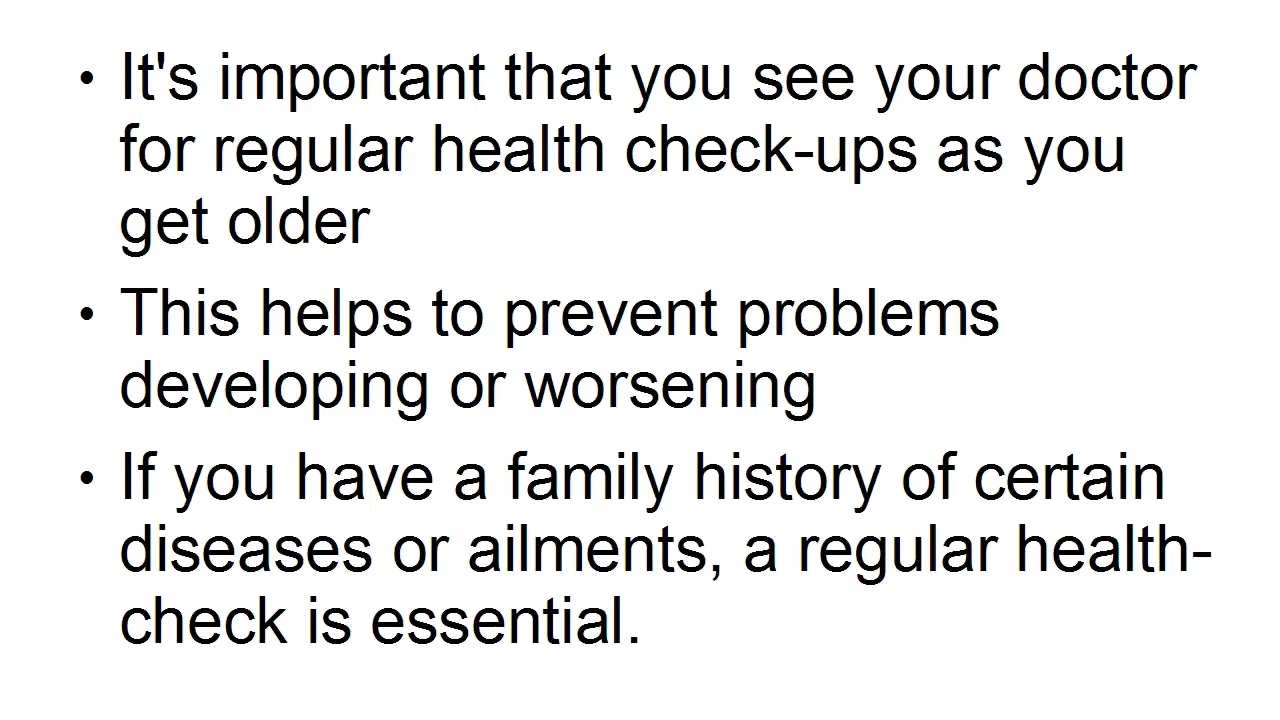 • It's important that you see your doctor
for regular health check-ups as you
get older
• This helps to prevent problems
developing or worsening
• If you have a family history of certain
diseases or ailments, a regular health-
check is essential.